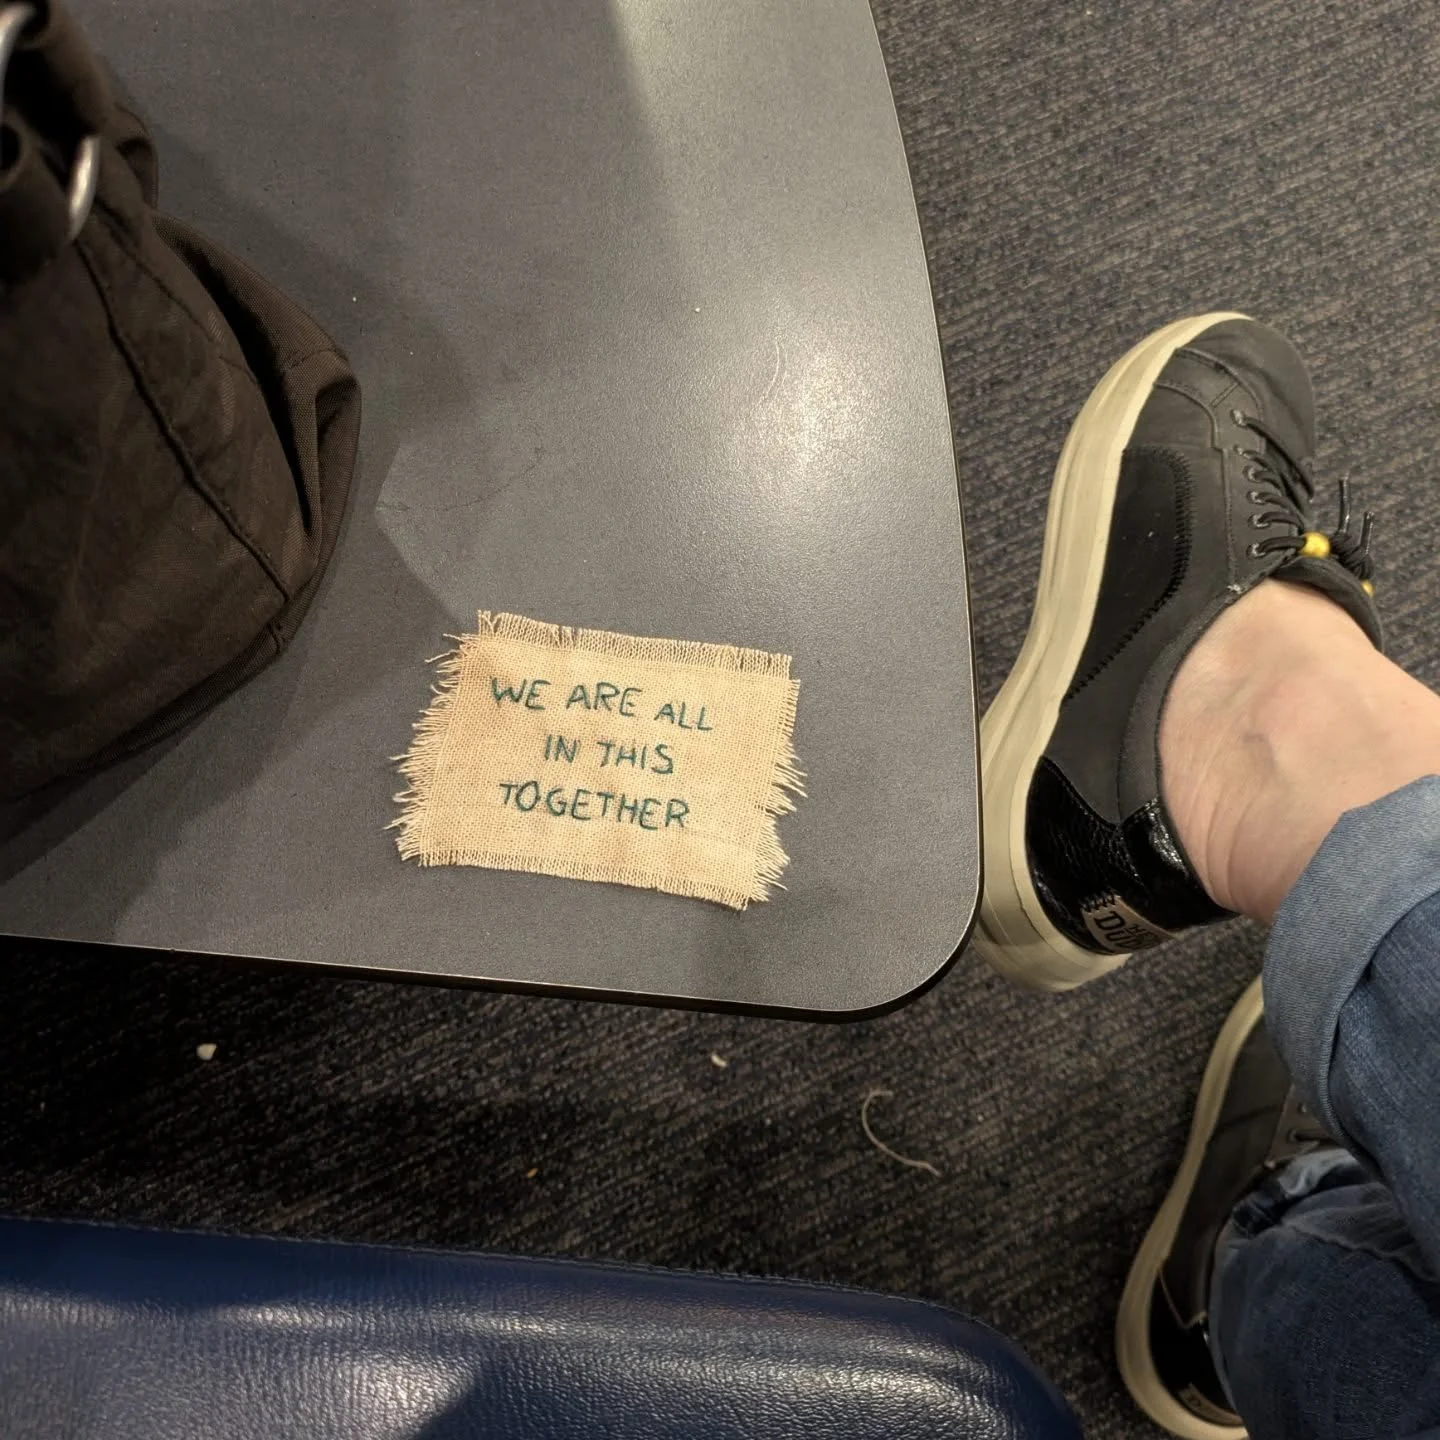 WE ARE ALL
IN THIS
TOGETHER